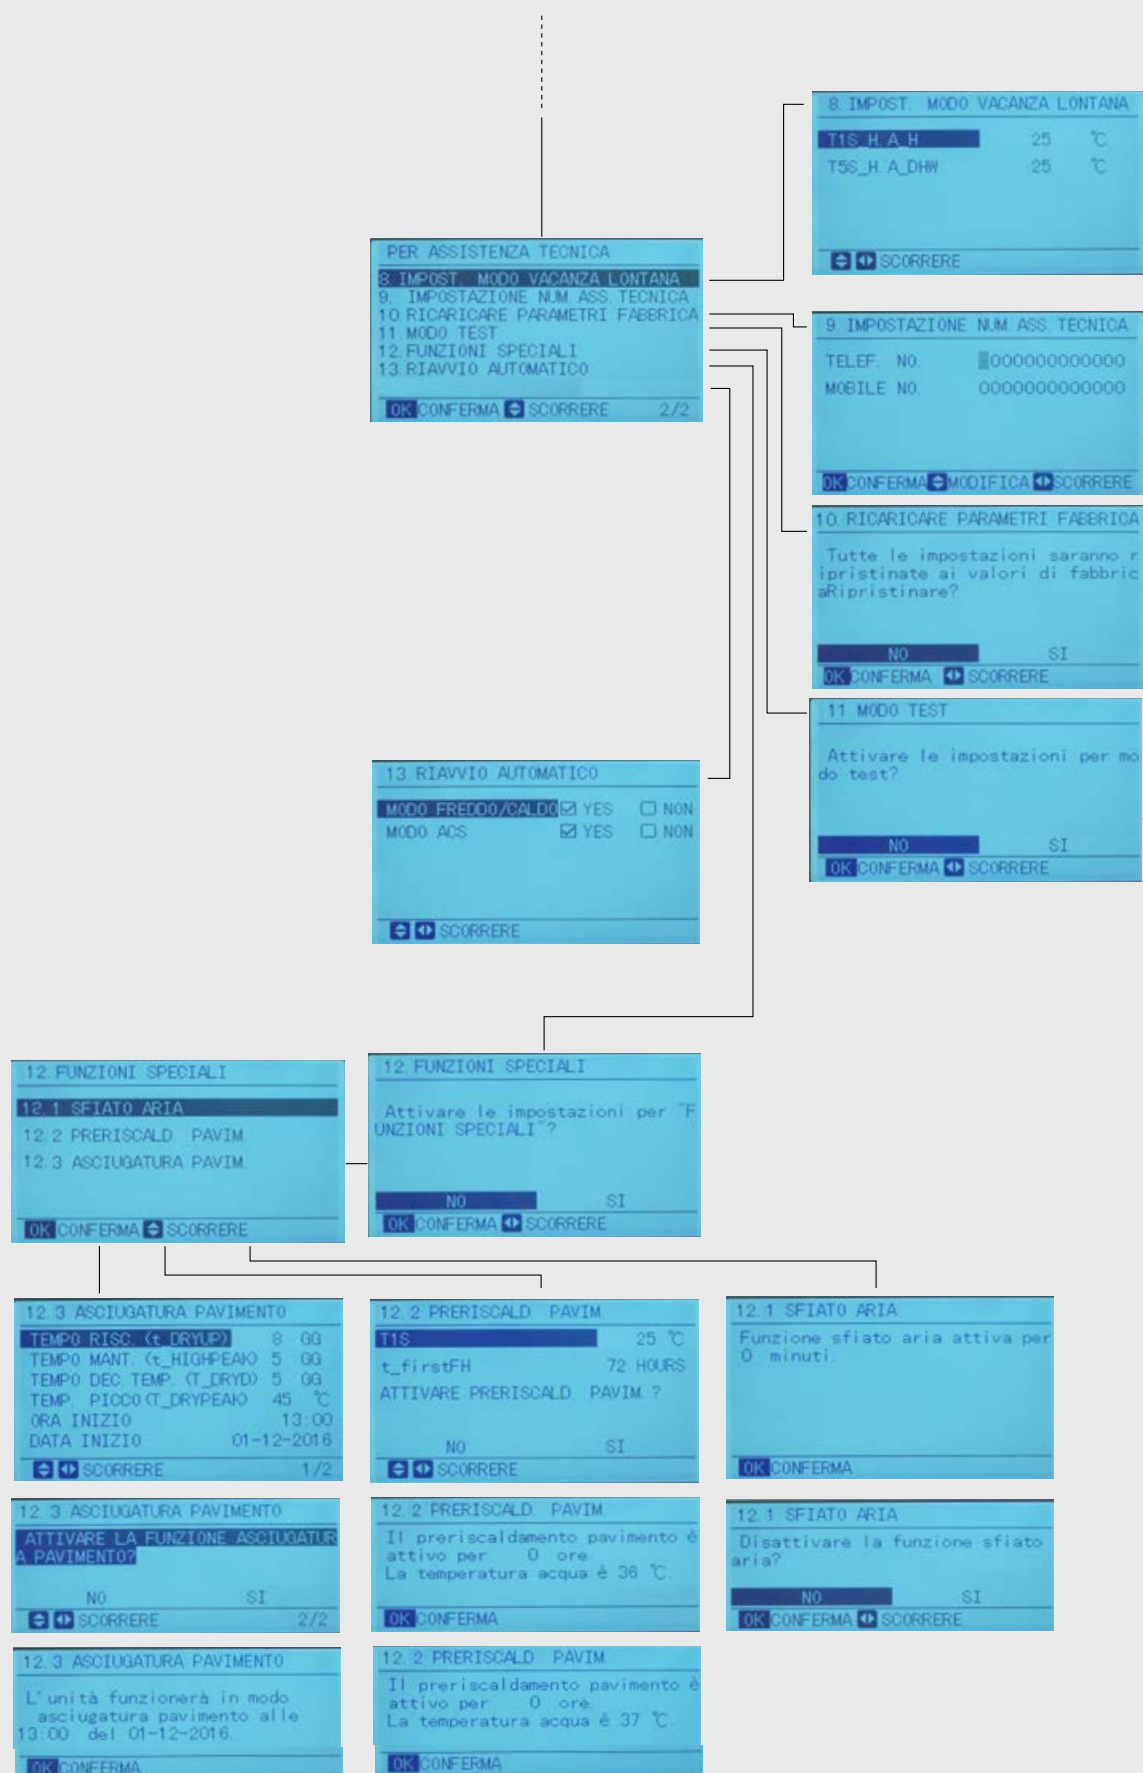 8. IMPOST. MODO VACANZA LONTANA
T1S_H.A_H 25 ℃
T5S_H.A_DHW 25 ℃
SCORRERE
PER ASSISTENZA TECNICA
8. IMPOST. MODO VACANZA LONTANA
9. IMPOSTAZIONE NUM.ASS.TECNICA
10.RICARICARE PARAMETRI FABBRICA
11.MODO TEST
12.FUNZIONI SPECIALI
13.RIAVVIO AUTOMATICO
OK CONFERMA SCORRERE 2/2
9. IMPOSTAZIONE NUM.ASS.TECNICA
TELEF. NO. 0000000000000
MOBILE NO. 0000000000000
OK CONFERMA MODIFICA SCORRERE
10.RICARICARE PARAMETRI FABBRICA
Tutte le impostazioni saranno r
ipristinate ai valori di fabbric
aRipristinare?
NO SI
OK CONFERMA SCORRERE
11 MODO TEST
Attivare le impostazioni per mo
do test?
NO SI
OK CONFERMA SCORRERE
13.RIAVVIO AUTOMATICO
MODO FREDDO/CALDO YES NON
MODO ACS YES NON
SCORRERE
12.FUNZIONI SPECIALI
12.1 SFIATO ARIA
12.2 PRERISCALD. PAVIM.
12.3 ASCIUGATURA PAVIM.
OK CONFERMA SCORRERE
12 FUNZIONI SPECIALI
Attivare le impostazioni per "F
UNZIONI SPECIALI"?
NO SI
OK CONFERMA SCORRERE
12.3 ASCIUGATURA PAVIMENTO
TEMPO RISC. (t_DRYUP) 8 GG
TEMPO MANT. (t_HIGHPEAK) 5 GG
TEMPO DEC.TEMP. (T_DRYD) 5 GG
TEMP. PICCO(T_DRYPEAK) 45 ℃
ORA INIZIO 13:00
DATA INIZIO 01-12-2016
SCORRERE 1/2
12.2 PRERISCALD. PAVIM.
T1S 25 ℃
t_firstFH 72 HOURS
ATTIVARE PRERISCALD. PAVIM.?
NO SI
SCORRERE
12.1 SFIATO ARIA
Funzione sfiato aria attiva per
0 minuti.
OK CONFERMA
12.3 ASCIUGATURA PAVIMENTO
ATTIVARE LA FUNZIONE ASCIUGATUR
A PAVIMENTO?
NO SI
SCORRERE 2/2
12.2 PRERISCALD. PAVIM.
Il preriscaldamento pavimento è
attivo per 0 ore.
La temperatura acqua è 36 ℃.
OK CONFERMA
12.1 SFIATO ARIA
Disattivare la funzione sfiato
aria?
NO SI
OK CONFERMA SCORRERE
12.3 ASCIUGATURA PAVIMENTO
L'unità funzionerà in modo
asciugatura pavimento alle
13:00 del 01-12-2016.
OK CONFERMA
12.2 PRERISCALD. PAVIM.
Il preriscaldamento pavimento è
attivo per 0 ore.
La temperatura acqua è 37 ℃.
OK CONFERMA